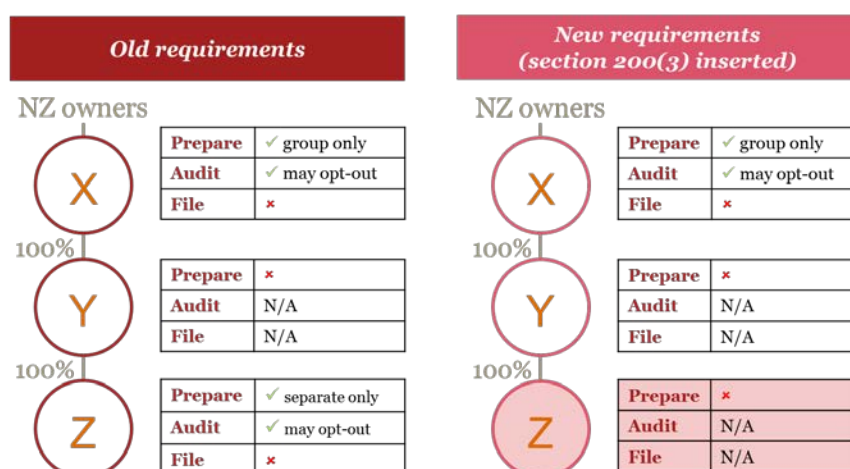 Old requirements
NZ owners
X
Prepare ✓ group only
Audit ✓ may opt-out
File ×
100%
Y
Prepare ×
Audit N/A
File N/A
100%
Z
Prepare ✓ separate only
Audit ✓ may opt-out
File ×
New requirements
(section 200(3) inserted)
NZ owners
X
Prepare ✓ group only
Audit ✓ may opt-out
File ×
100%
Y
Prepare ×
Audit N/A
File N/A
100%
Z
Prepare ×
Audit N/A
File N/A